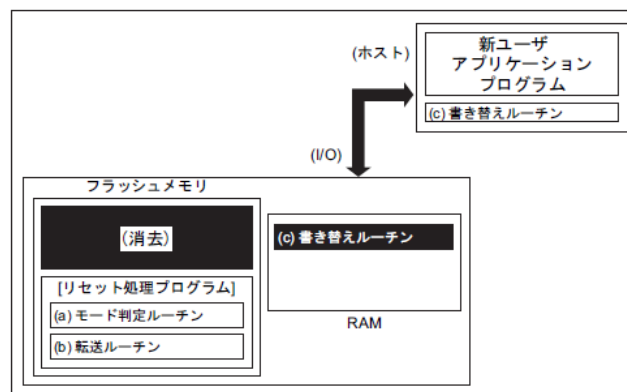 (ホスト)
新ユーザ
アプリケーション
プログラム
(c) 書き替えルーチン
(I/O)
フラッシュメモリ
(消去)
[リセット処理プログラム]
(a) モード判定ルーチン
(b) 転送ルーチン
(c) 書き替えルーチン
RAM